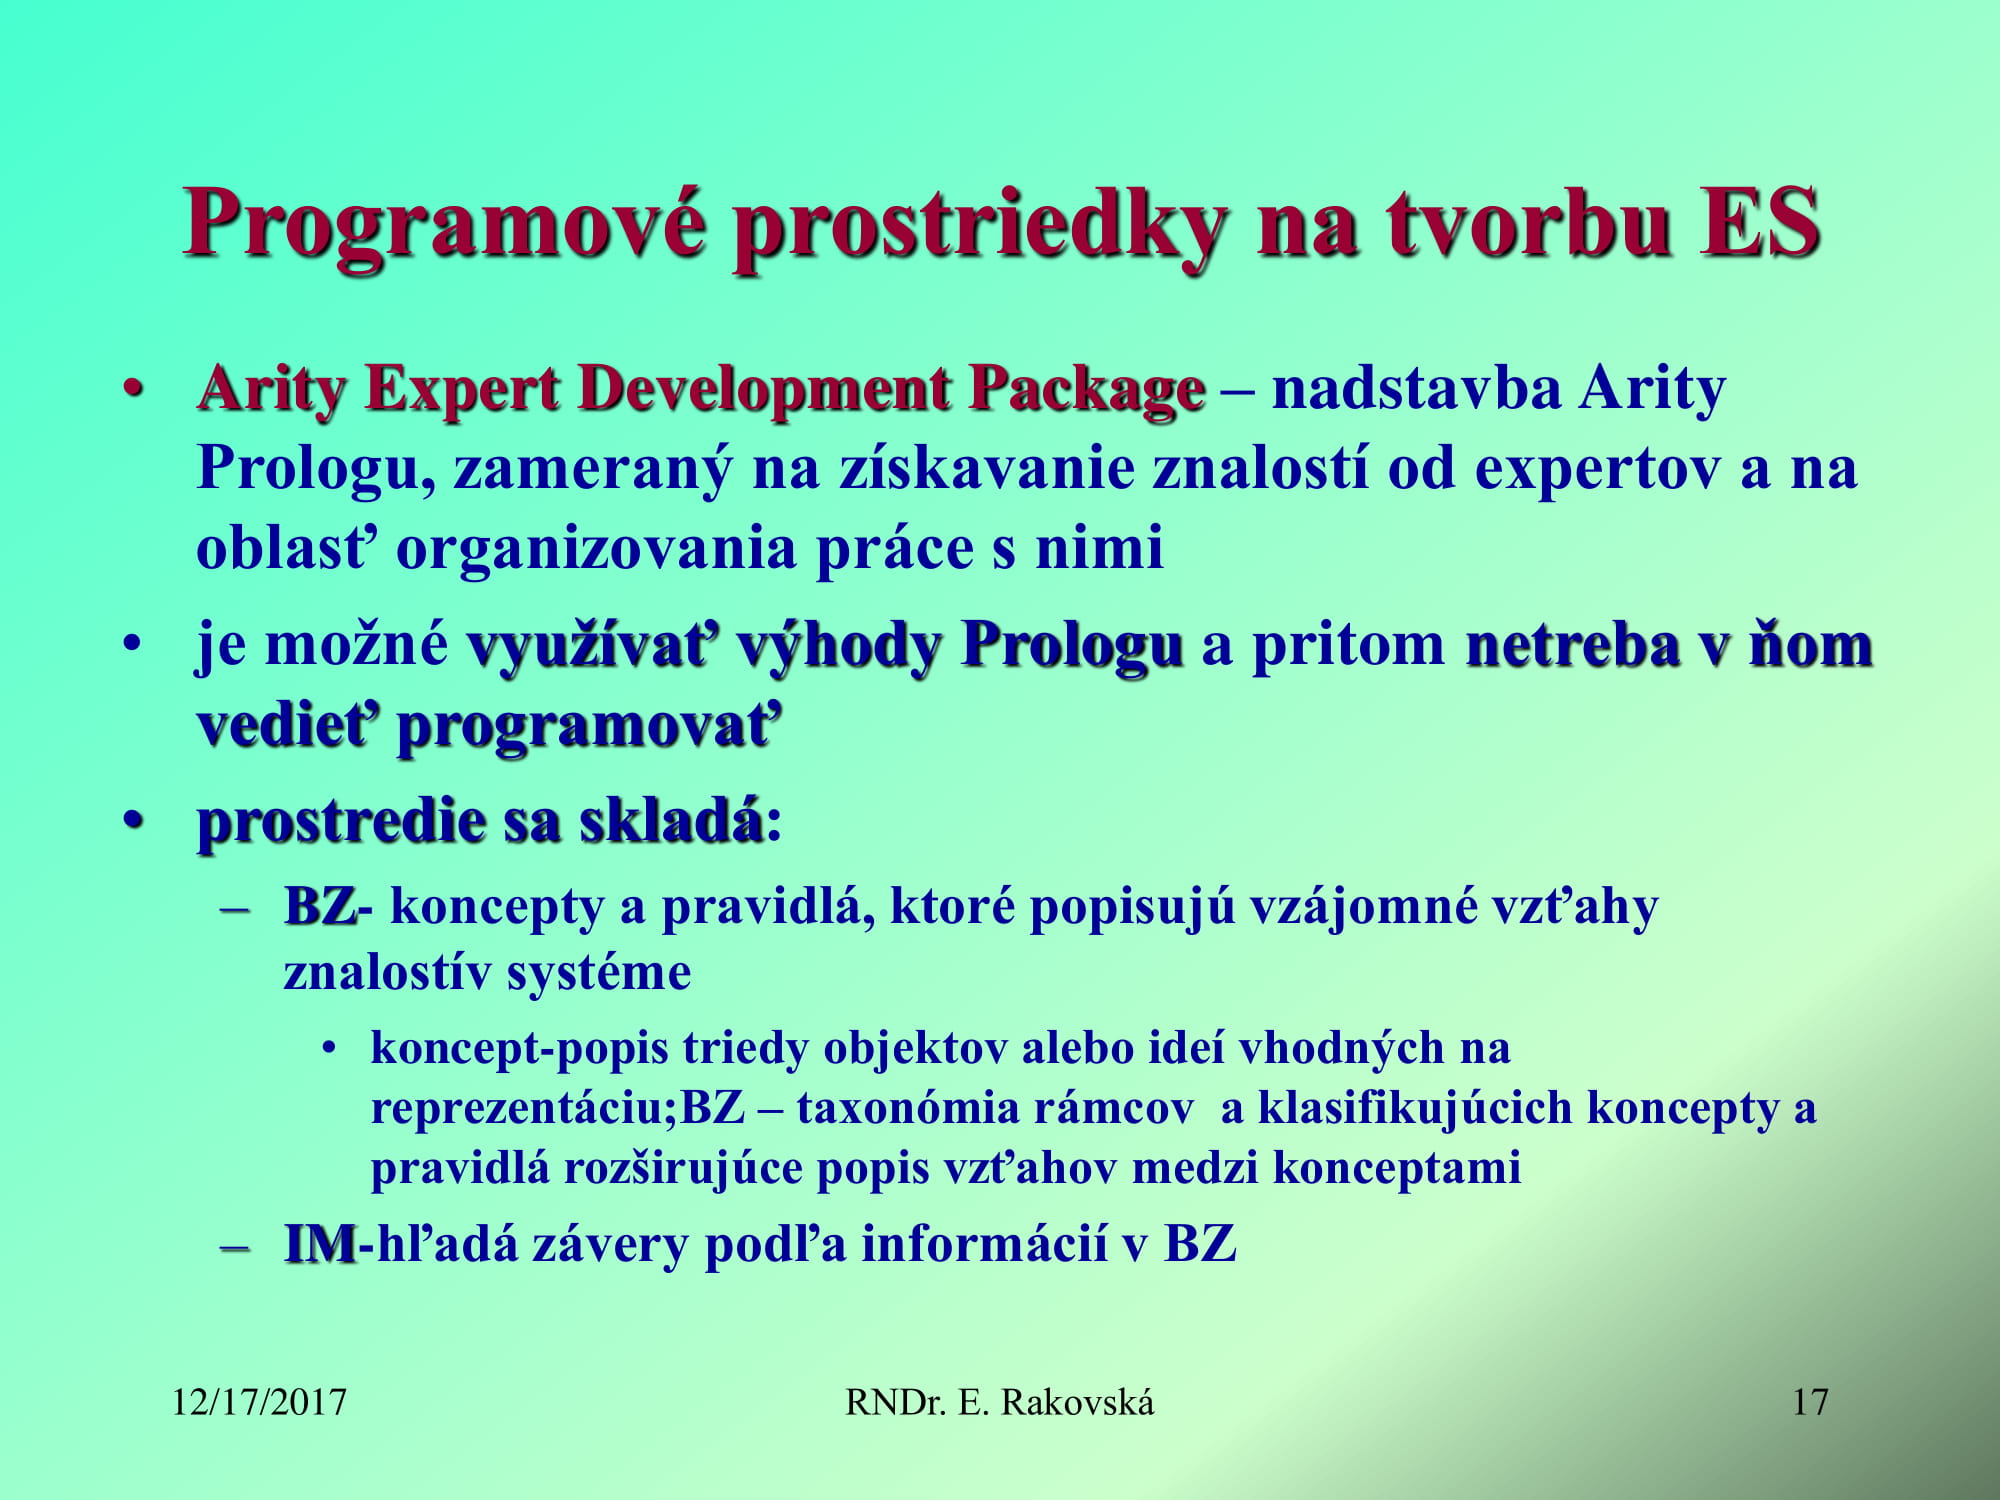 Programové prostriedky na tvorbu ES
• Arity Expert Development Package – nadstavba Arity
Prologu, zameraný na získavanie znalostí od expertov a na
oblasť organizovania práce s nimi
• je možné využívať výhody Prologu a pritom netreba v ňom
vedieť programovať
• prostredie sa skladá:
– BZ- koncepty a pravidlá, ktoré popisujú vzájomné vzťahy
znalostív systéme
• koncept-popis triedy objektov alebo ideí vhodných na
reprezentáciu;BZ – taxonómia rámcov  a klasifikujúcich koncepty a
pravidlá rozširujúce popis vzťahov medzi konceptami
– IM-hľadá závery podľa informácií v BZ
12/17/2017
RNDr. E. Rakovská
17